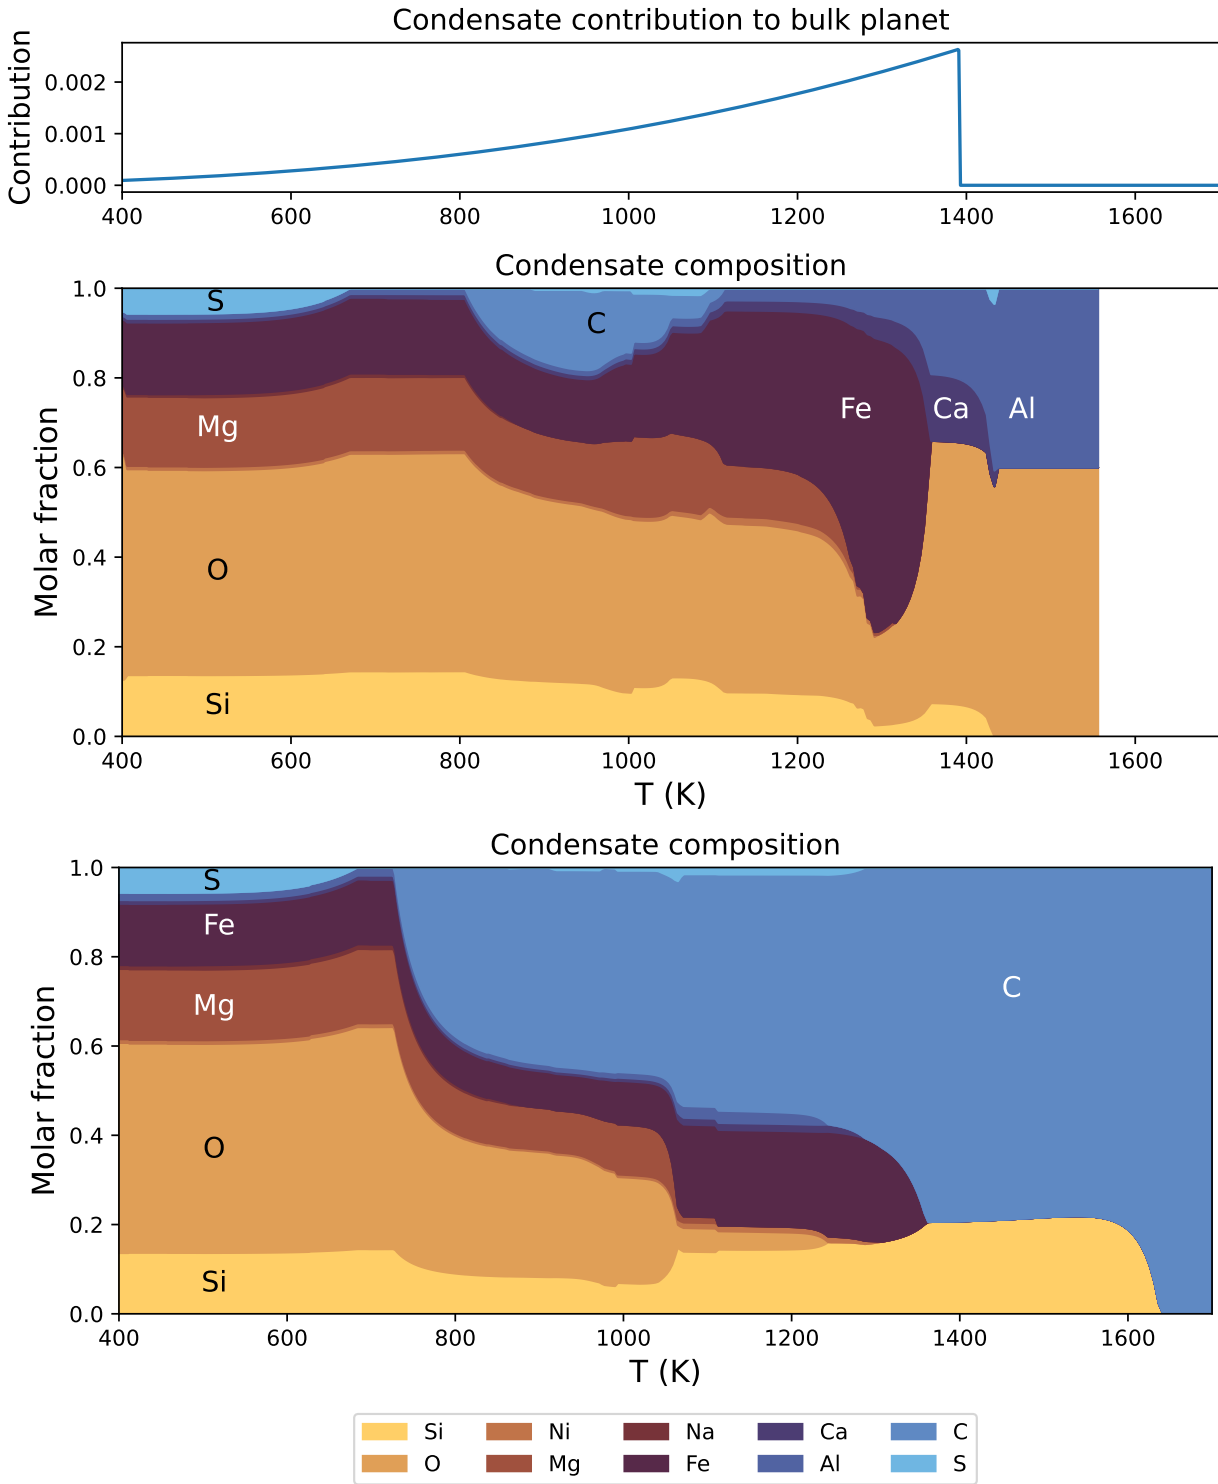 Condensate contribution to bulk planet
Contribution
0.002
0.001
0.000
400 600 800 1000 1200 1400 1600
Condensate composition
Molar fraction
1.0
0.8
0.6
0.4
0.2
0.0
S
C
Fe
Ca
Al
Mg
O
Si
400 600 800 1000 1200 1400 1600
T (K)
Condensate composition
Molar fraction
1.0
0.8
0.6
0.4
0.2
0.0
S
Fe
C
Mg
O
Si
400 600 800 1000 1200 1400 1600
T (K)
Si Ni Na Ca C
O Mg Fe Al S